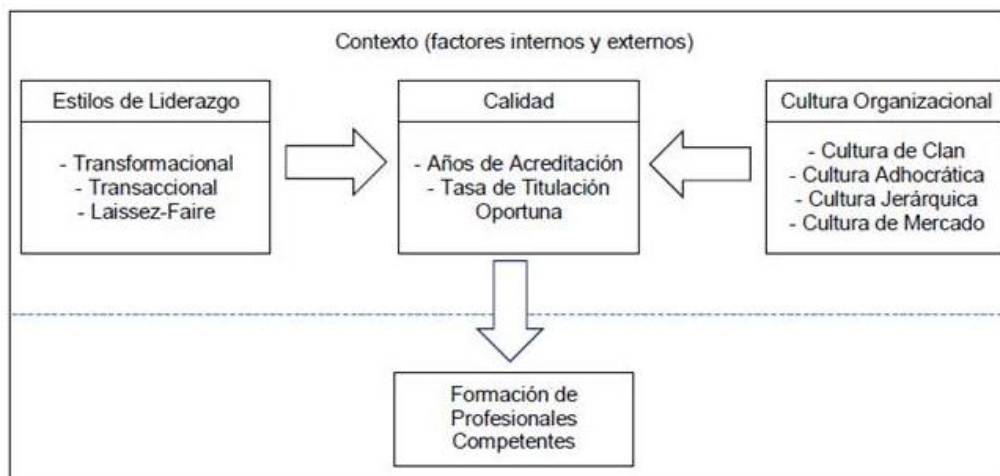 Contexto (factores internos y externos)
Estilos de Liderazgo
- Transformacional
- Transaccional
- Laissez-Faire
Calidad
- Años de Acreditación
- Tasa de Titulación
Oportuna
Cultura Organizacional
- Cultura de Clan
- Cultura Adhocrática
- Cultura Jerárquica
- Cultura de Mercado
Formación de
Profesionales
Competentes